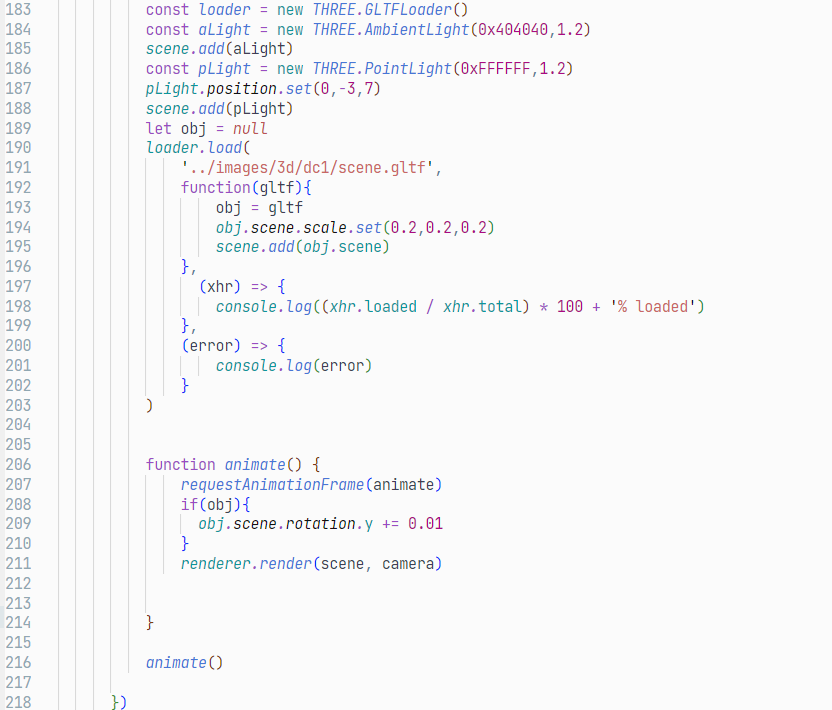 183 const loader = new THREE.GLTFLoader()
184 const aLight = new THREE.AmbientLight(0x404040,1.2)
185 scene.add(aLight)
186 const pLight = new THREE.PointLight(0xFFFFFF,1.2)
187 pLight.position.set(0,-3,7)
188 scene.add(pLight)
189 let obj = null
190 loader.load(
191 '../images/3d/dc1/scene.gltf',
192 function(gltf){
193 obj = gltf
194 obj.scene.scale.set(0.2,0.2,0.2)
195 scene.add(obj.scene)
196 },
197 (xhr) => {
198 console.log((xhr.loaded / xhr.total) * 100 + '% loaded')
199 },
200 (error) => {
201 console.log(error)
202 }
203 )
204
205
206 function animate() {
207 requestAnimationFrame(animate)
208 if(obj){
209 obj.scene.rotation.y += 0.01
210 }
211 renderer.render(scene, camera)
212
213
214 }
215
216 animate()
217
218 })